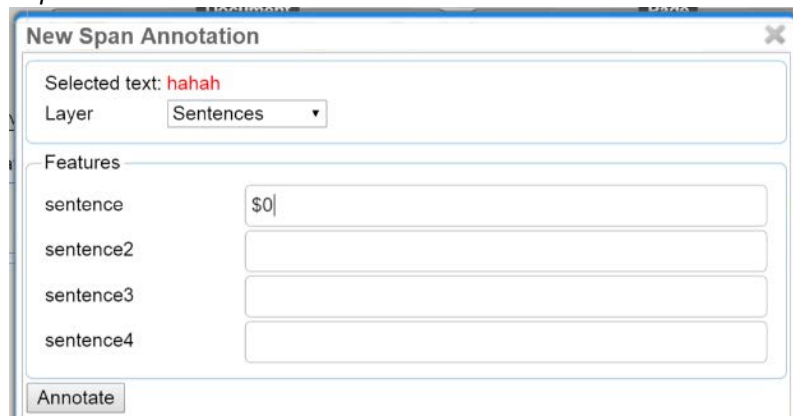 New Span Annotation
Selected text: hahah
Layer Sentences
Features
sentence $0
sentence2
sentence3
sentence4
Annotate